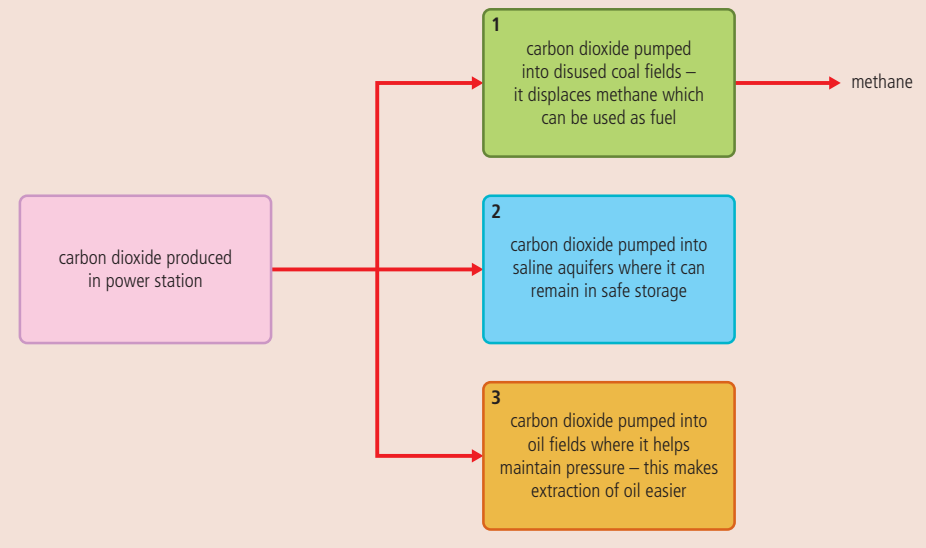 1
carbon dioxide pumped
into disused coal fields –
it displaces methane which
can be used as fuel
methane
carbon dioxide produced
in power station
2
carbon dioxide pumped into
saline aquifers where it can
remain in safe storage
3
carbon dioxide pumped into
oil fields where it helps
maintain pressure – this makes
extraction of oil easier